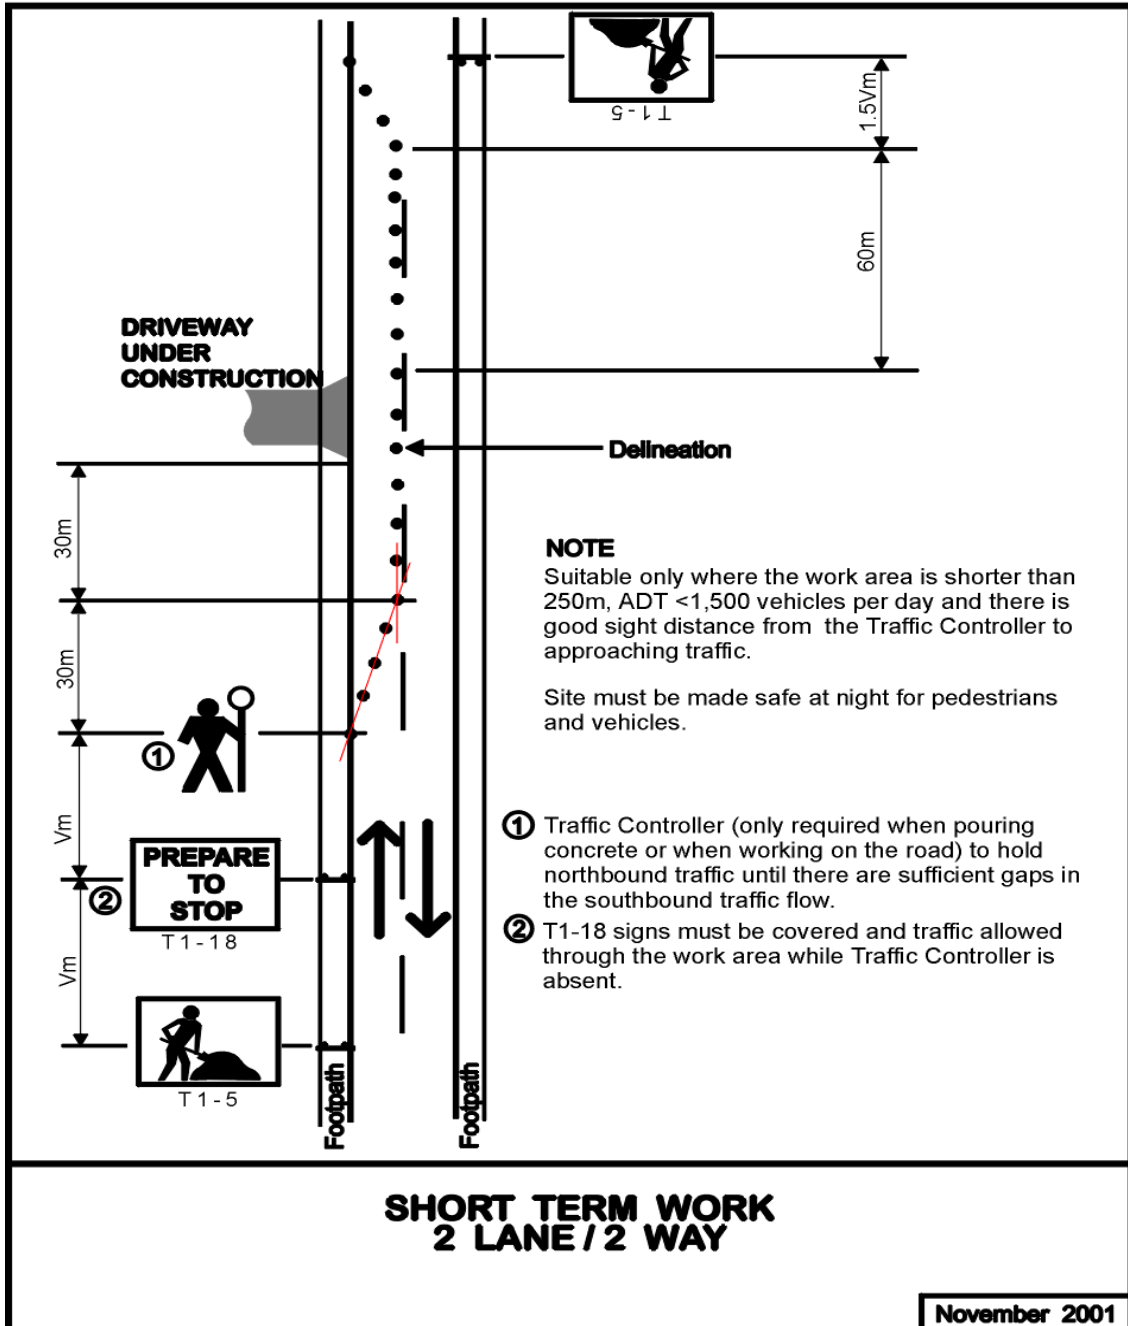 T1-5
1.5Vm
60m
DRIVEWAY
UNDER
CONSTRUCTION
Delineation
30m
30m
NOTE
Suitable only where the work area is shorter than
250m, ADT <1,500 vehicles per day and there is
good sight distance from the Traffic Controller to
approaching traffic.
Site must be made safe at night for pedestrians
and vehicles.
1
Vm
1 Traffic Controller (only required when pouring
concrete or when working on the road) to hold
northbound traffic until there are sufficient gaps in
the southbound traffic flow.
2 T1-18 signs must be covered and traffic allowed
through the work area while Traffic Controller is
absent.
PREPARE
TO
STOP
2
T1-18
Vm
T1-5
Footpath
Footpath
SHORT TERM WORK
2 LANE / 2 WAY
November 2001